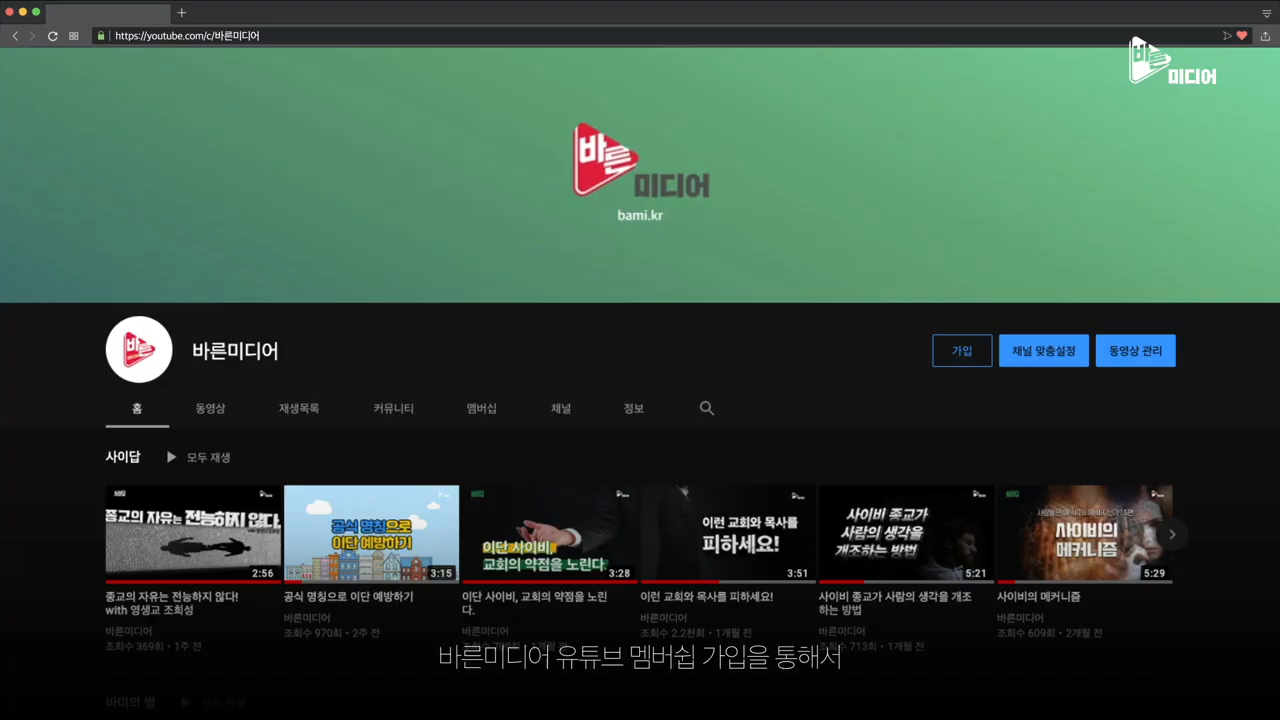 https://youtube.com/c/바른미디어
바른미디어
바른
미디어
bami.kr
바른미디어
가입
채널 맞춤설정
동영상 관리
홈
동영상
재생목록
커뮤니티
멤버십
채널
정보
사이답
모두 재생
종교의 자유는 전능하지 않다.
2:56
공식 명칭으로
이단 예방하기
3:15
이단 사이비,
교회의 약점을 노린다.
3:28
이런 교회와 목사를
피하세요!
3:51
사이비 종교가
사람의 생각을
개조하는 방법
5:21
사이비의
메커니즘
5:29
종교의 자유는 전능하지 않다!
with 영생교 조희성
바른미디어
조회수 369회 • 1주 전
공식 명칭으로 이단 예방하기
바른미디어
조회수 970회 • 2주 전
이단 사이비, 교회의 약점을 노린
다.
바른미디어
이런 교회와 목사를 피하세요!
바른미디어
조회수 2.2천회 • 1개월 전
사이비 종교가 사람의 생각을 개조
하는 방법
바른미디어
조회수 713회 • 1개월 전
사이비의 메커니즘
바른미디어
조회수 609회 • 2개월 전
바른미디어 유튜브 멤버쉽 가입을 통해서
바미의 썰
모두 재생